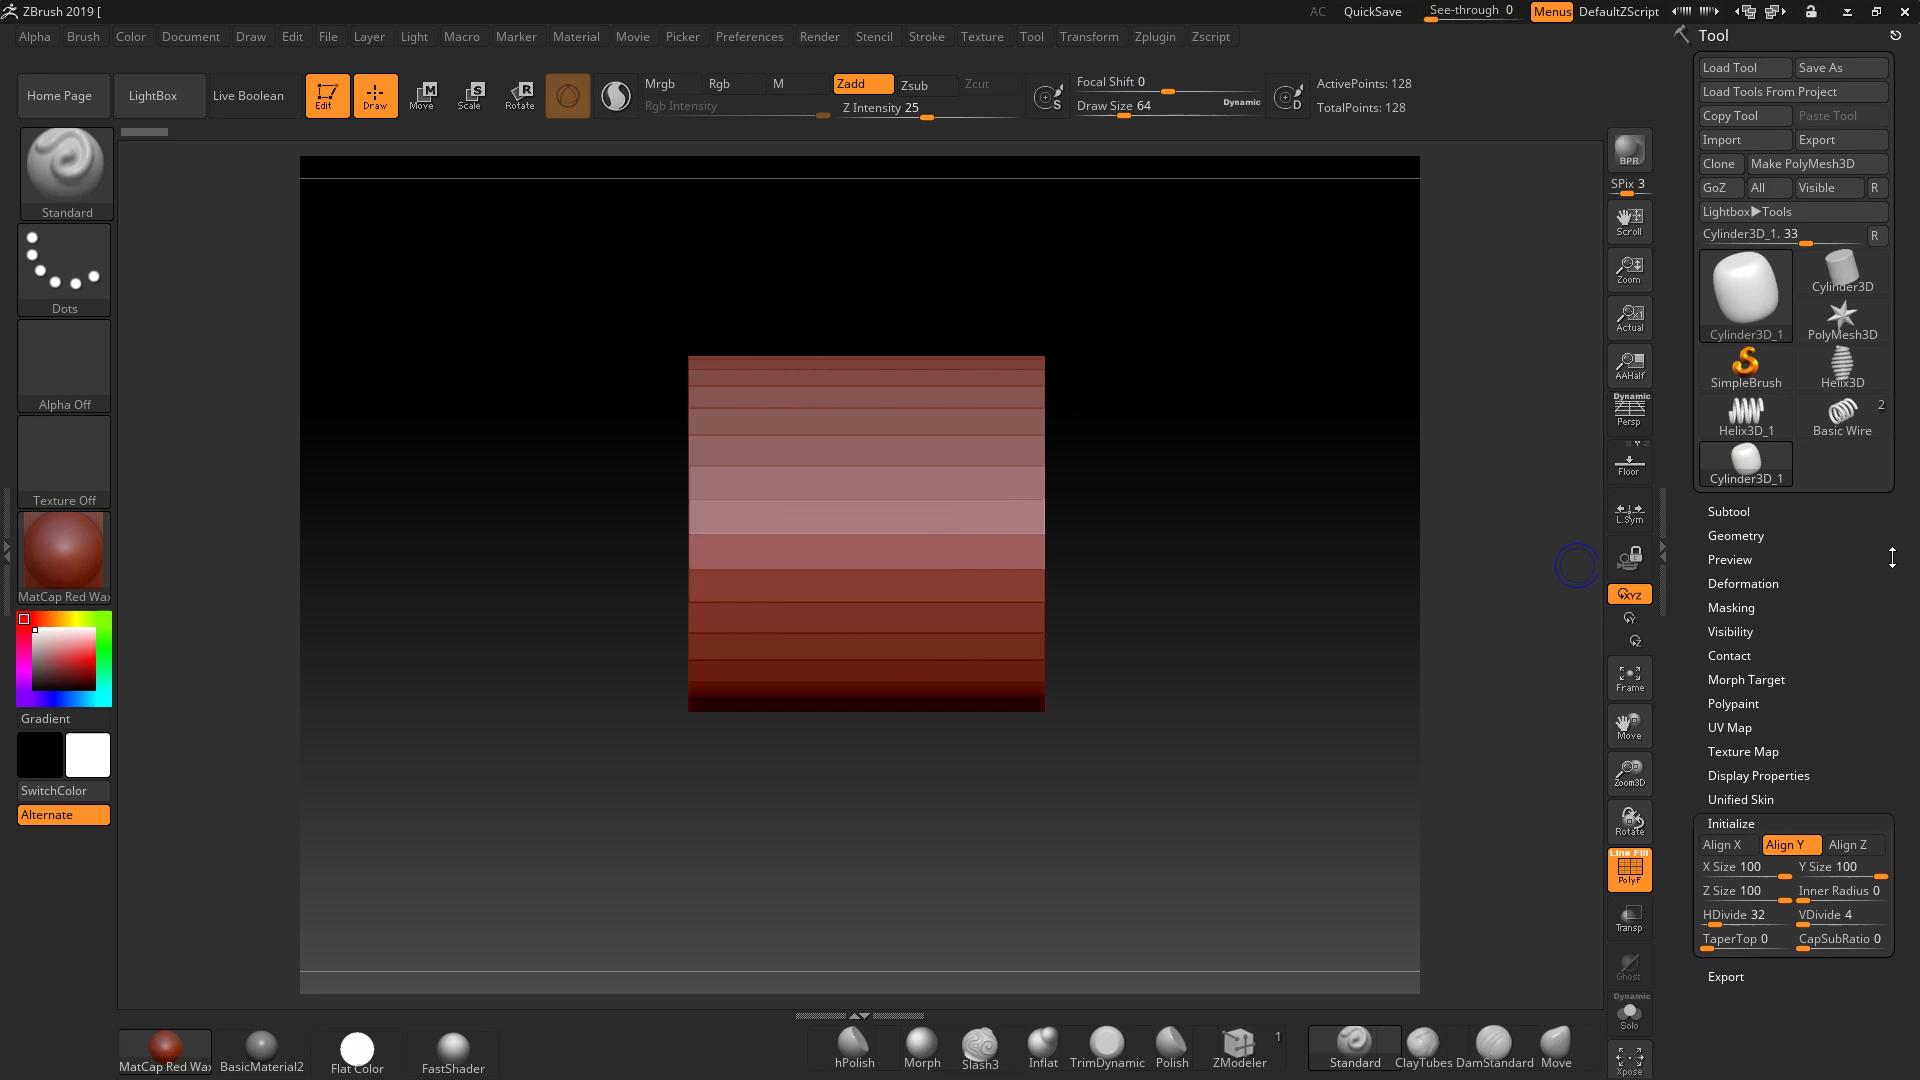 ZBrush 2019 [
AC QuickSave See-through 0 Menus DefaultZScript
Alpha Brush Color Document Draw Edit File Layer Light Macro Marker Material Movie Picker Preferences Render Stencil Stroke Texture Tool Transform Zplugin Zscript
Home Page LightBox Live Boolean Edit Draw Move Scale Rotate
M S R
Mrgb Rgb M Zadd Zsub Zcut
Rgb Intensity Z Intensity 25
Focal Shift 0
Draw Size 64 Dynamic
S D
ActivePoints: 128
TotalPoints: 128
Standard
Dots
Alpha Off
Texture Off
MatCap Red Wax
Gradient
SwitchColor
Alternate
BPR
SPix 3
Scroll
Zoom
Actual
AAHalf
Dynamic
Persp
Floor
L.Sym
XYZ
Y
Z
Frame
Move
Zoom3D
Rotate
Line Fill
PolyF
Transp
Ghost
Dynamic
Solo
Xpose
Tool
Load Tool Save As
Load Tools From Project
Copy Tool Paste Tool
Import Export
Clone Make PolyMesh3D
GoZ All Visible R
Lightbox▶Tools
Cylinder3D_1. 33 R
Cylinder3D_1 Cylinder3D
PolyMesh3D
SimpleBrush Helix3D
2
Helix3D_1 Basic Wire
Cylinder3D_1
Subtool
Geometry
Preview
Deformation
Masking
Visibility
Contact
Morph Target
Polypaint
UV Map
Texture Map
Display Properties
Unified Skin
Initialize
Align X Align Y Align Z
X Size 100 Y Size 100
Z Size 100 Inner Radius 0
HDivide 32 VDivide 4
TaperTop 0 CapSubRatio 0
Export
MatCap Red Wax BasicMaterial2 Flat Color FastShader
hPolish Morph Slash3 Inflat TrimDynamic Polish ZModeler 1 Standard ClayTubes DamStandard Move